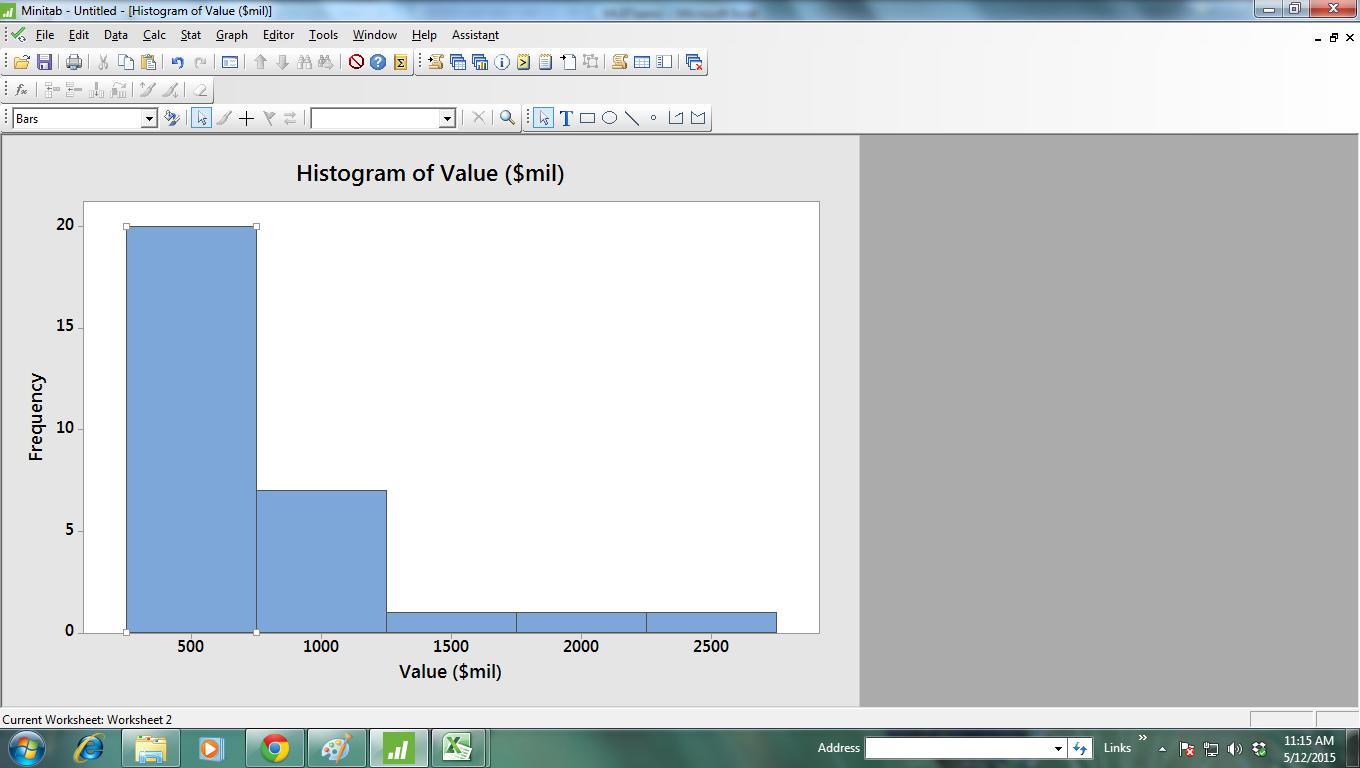 Minitab - Untitled - [Histogram of Value ($mil)]
File Edit Data Calc Stat Graph Editor Tools Window Help Assistant
Bars
Histogram of Value ($mil)
20
15
10
5
0
Frequency
500 1000 1500 2000 2500
Value ($mil)
Current Worksheet: Worksheet 2
Address Links » 11:15 AM
5/12/2015